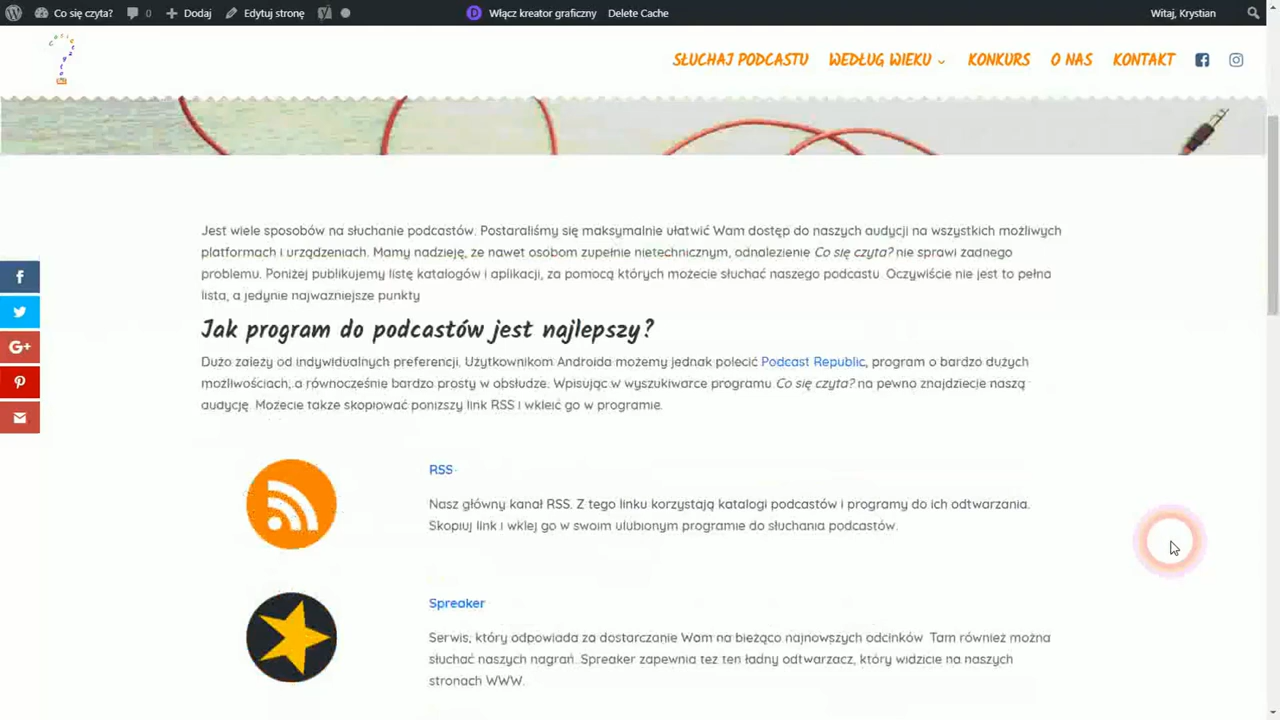 Co się czyta? 0 Dodaj Edytuj stronę Włącz kreator graficzny Delete Cache Witaj, Krystian
SŁUCHAJ PODCASTU WEDŁUG WIEKU KONKURS O NAS KONTAKT
Jest wiele sposobów na słuchanie podcastów. Postaraliśmy się maksymalnie ułatwić Wam dostęp do naszych audycji na wszystkich możliwych
platformach i urządzeniach. Mamy nadzieję, że nawet osobom zupełnie nietechnicznym, odnalezienie Co się czyta? nie sprawi żadnego
problemu. Poniżej publikujemy listę katalogów i aplikacji, za pomocą których możecie słuchać naszego podcastu. Oczywiście nie jest to pełna
lista, a jedynie najważniejsze punkty
Jak program do podcastów jest najlepszy?
Dużo zależy od indywidualnych preferencji. Użytkownikom Androida możemy jednak polecić Podcast Republic, program o bardzo dużych
możliwościach, a równocześnie bardzo prosty w obsłudze. Wpisując w wyszukiwarce programu Co się czyta? na pewno znajdziecie naszą
audycję. Możecie także skopiować poniższy link RSS i wkleić go w programie.
RSS
Nasz główny kanał RSS. Z tego linku korzystają katalogi podcastów i programy do ich odtwarzania.
Skopiuj link i wklej go w swoim ulubionym programie do słuchania podcastów.
Spreaker
Serwis, który odpowiada za dostarczanie Wam na bieżąco najnowszych odcinków. Tam również można
słuchać naszych nagrań. Spreaker zapewnia też ten ładny odtwarzacz, który widzicie na naszych
stronach WWW.